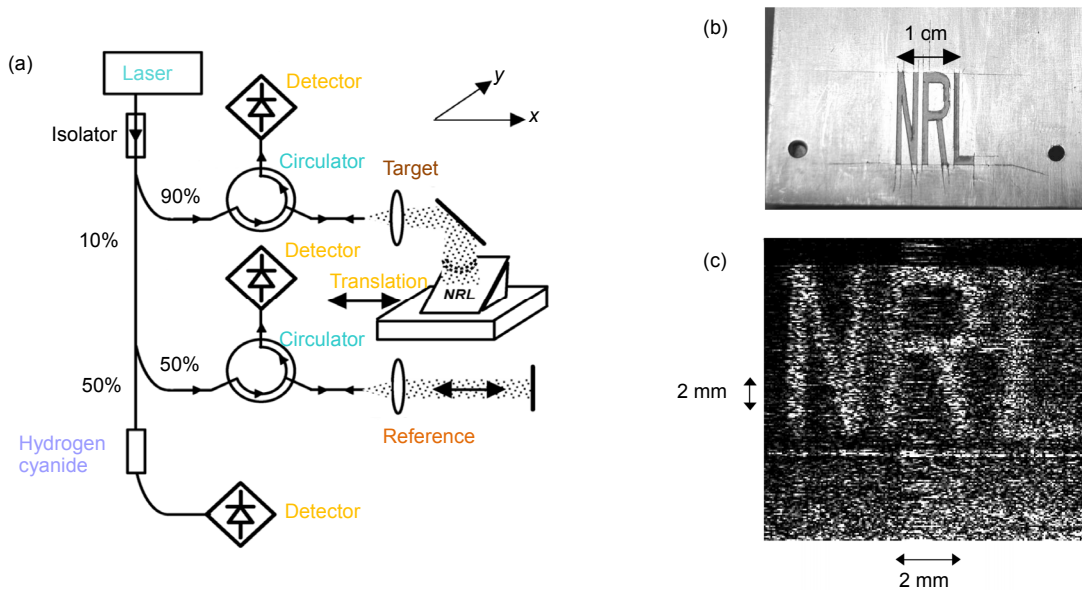 (a)
Laser
Isolator
90%
10%
Detector
Circulator
Target
y
x
Detector
Translation
NRL
Circulator
50%
50%
Reference
Hydrogen
cyanide
Detector
(b)
1 cm
NRL
(c)
NRL
2 mm
2 mm